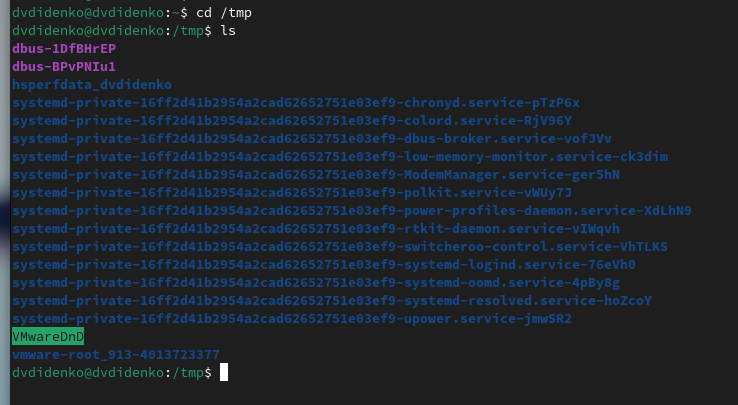 dvdidenko@dvdidenko:~$ cd /tmp
dvdidenko@dvdidenko:/tmp$ ls
dbus-1DfBHrEP
dbus-BPvPNIu1
hsperfdata_dvdidenko
systemd-private-16ff2d41b2954a2cad62652751e03ef9-chronyd.service-pTzP6x
systemd-private-16ff2d41b2954a2cad62652751e03ef9-colord.service-RjV96Y
systemd-private-16ff2d41b2954a2cad62652751e03ef9-dbus-broker.service-vofJVv
systemd-private-16ff2d41b2954a2cad62652751e03ef9-low-memory-monitor.service-ck3dim
systemd-private-16ff2d41b2954a2cad62652751e03ef9-ModemManager.service-ger5hN
systemd-private-16ff2d41b2954a2cad62652751e03ef9-polkit.service-vWUy7J
systemd-private-16ff2d41b2954a2cad62652751e03ef9-power-profiles-daemon.service-XdLhN9
systemd-private-16ff2d41b2954a2cad62652751e03ef9-rtkit-daemon.service-vIWqvh
systemd-private-16ff2d41b2954a2cad62652751e03ef9-switcheroo-control.service-VhTLKS
systemd-private-16ff2d41b2954a2cad62652751e03ef9-systemd-logind.service-76eVh0
systemd-private-16ff2d41b2954a2cad62652751e03ef9-systemd-oomd.service-4pBy8g
systemd-private-16ff2d41b2954a2cad62652751e03ef9-systemd-resolved.service-hoZcoY
systemd-private-16ff2d41b2954a2cad62652751e03ef9-upower.service-jmwSR2
VMwareDnD
vmware-root_913-4013723377
dvdidenko@dvdidenko:/tmp$